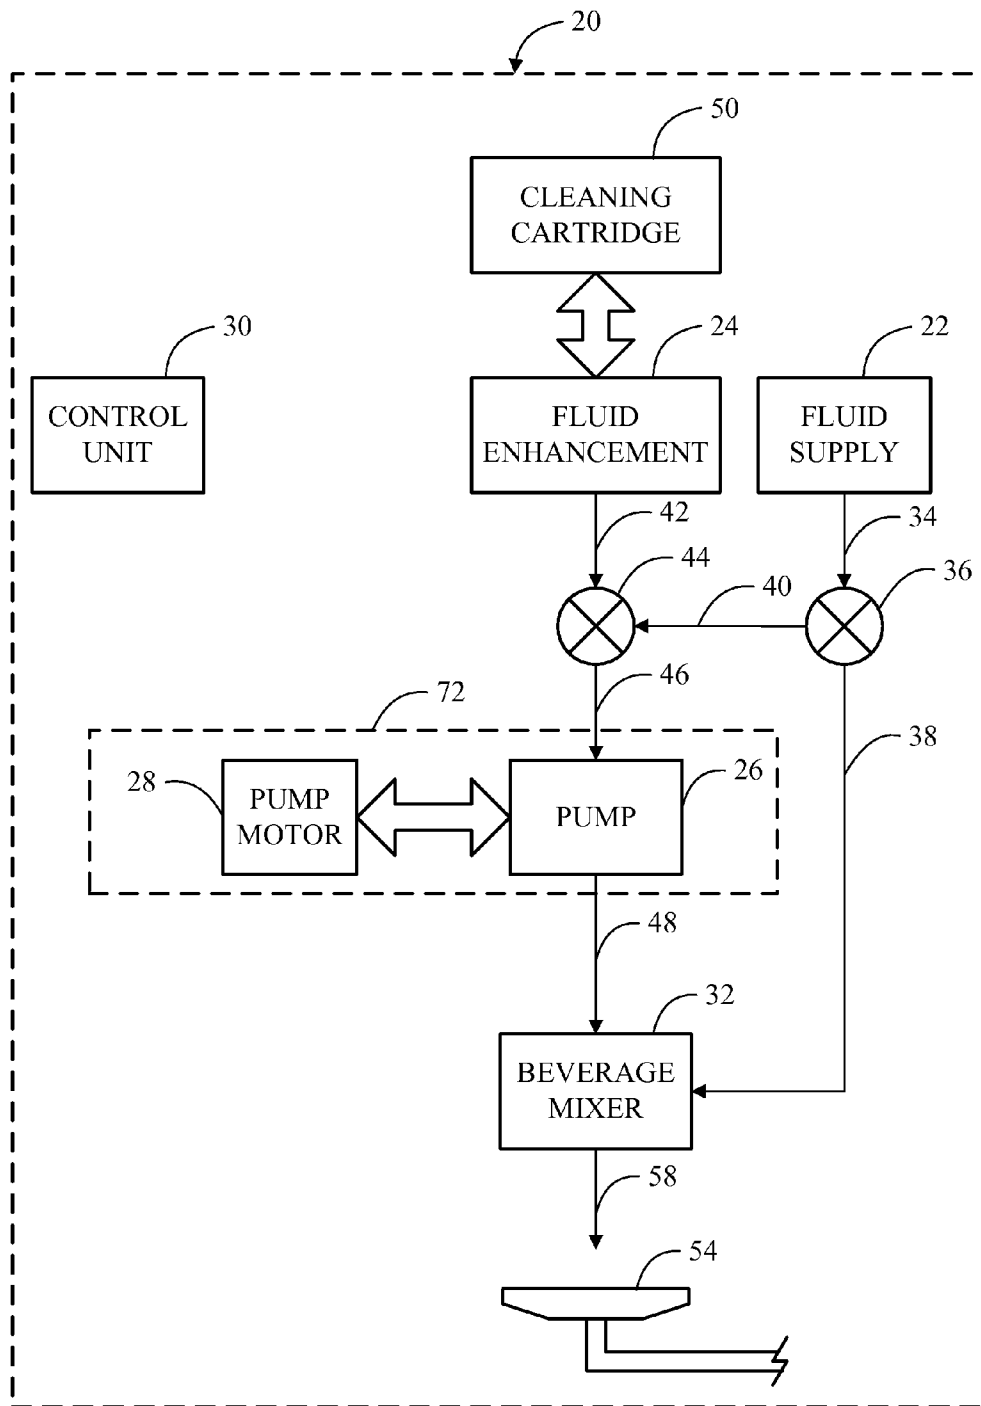 20
50
CLEANING
CARTRIDGE
30
24
22
CONTROL
UNIT
FLUID
ENHANCEMENT
FLUID
SUPPLY
42
34
44
40
36
46
72
38
28
26
PUMP
MOTOR
PUMP
48
32
BEVERAGE
MIXER
58
54